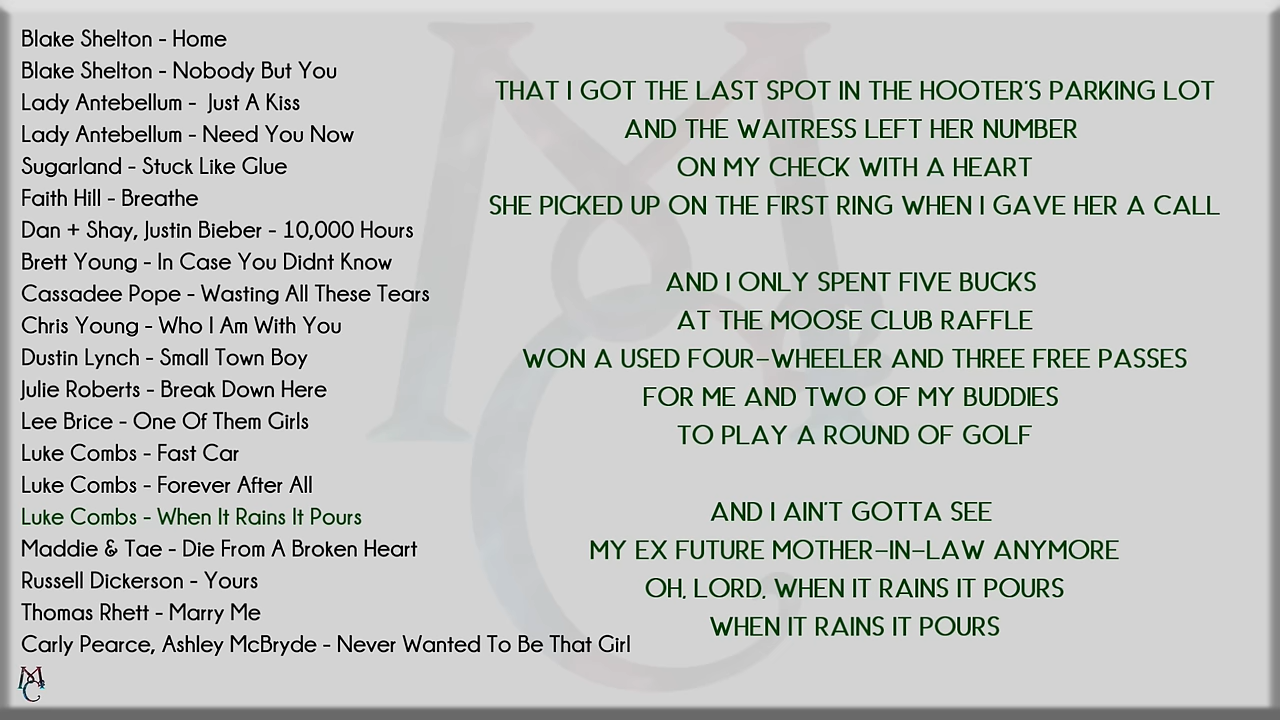 Blake Shelton - Home
Blake Shelton - Nobody But You
Lady Antebellum -  Just A Kiss
Lady Antebellum - Need You Now
Sugarland - Stuck Like Glue
Faith Hill - Breathe
Dan + Shay, Justin Bieber - 10,000 Hours
Brett Young - In Case You Didnt Know
Cassadee Pope - Wasting All These Tears
Chris Young - Who I Am With You
Dustin Lynch - Small Town Boy
Julie Roberts - Break Down Here
Lee Brice - One Of Them Girls
Luke Combs - Fast Car
Luke Combs - Forever After All
Luke Combs - When It Rains It Pours
Maddie & Tae - Die From A Broken Heart
Russell Dickerson - Yours
Thomas Rhett - Marry Me
Carly Pearce, Ashley McBryde - Never Wanted To Be That Girl
THAT I GOT THE LAST SPOT IN THE HOOTER'S PARKING LOT
AND THE WAITRESS LEFT HER NUMBER
ON MY CHECK WITH A HEART
SHE PICKED UP ON THE FIRST RING WHEN I GAVE HER A CALL
AND I ONLY SPENT FIVE BUCKS
AT THE MOOSE CLUB RAFFLE
WON A USED FOUR-WHEELER AND THREE FREE PASSES
FOR ME AND TWO OF MY BUDDIES
TO PLAY A ROUND OF GOLF
AND I AIN'T GOTTA SEE
MY EX FUTURE MOTHER-IN-LAW ANYMORE
OH, LORD, WHEN IT RAINS IT POURS
WHEN IT RAINS IT POURS